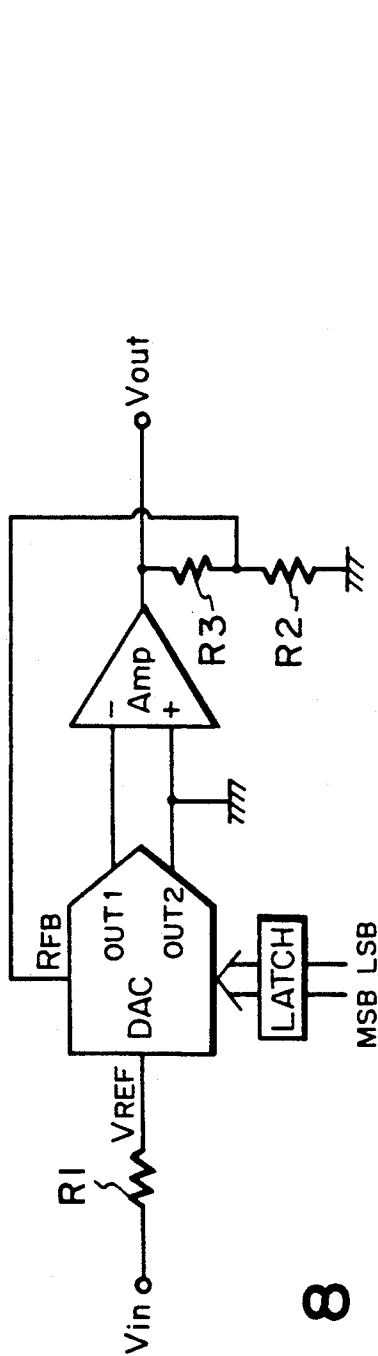 RFB
R1
VREF
DAC
OUT1
OUT2
-
+
Amp
Vout
Vin
R3
R2
LATCH
MSB LSB
8